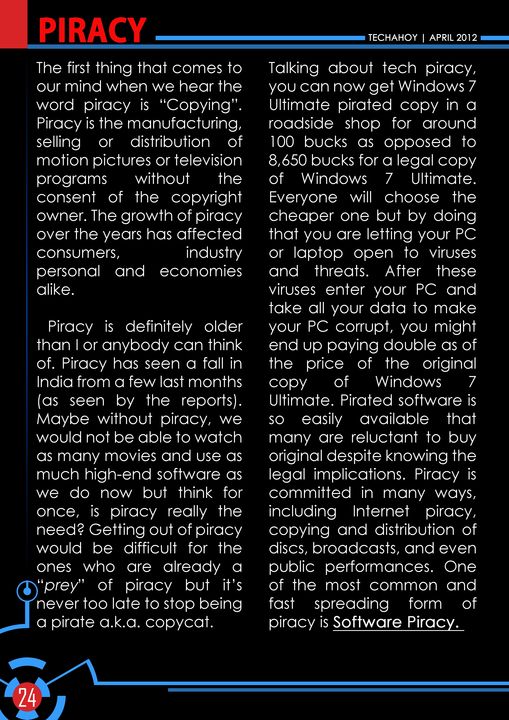 PIRACY
TECHAHOY | APRIL 2012
The first thing that comes to
our mind when we hear the
word piracy is “Copying”.
Piracy is the manufacturing,
selling or distribution of
motion pictures or television
programs without the
consent of the copyright
owner. The growth of piracy
over the years has affected
consumers, industry
personal and economies
alike.
Piracy is definitely older
than I or anybody can think
of. Piracy has seen a fall in
India from a few last months
(as seen by the reports).
Maybe without piracy, we
would not be able to watch
as many movies and use as
much high-end software as
we do now but think for
once, is piracy really the
need? Getting out of piracy
would be difficult for the
ones who are already a
“prey” of piracy but it’s
never too late to stop being
a pirate a.k.a. copycat.
Talking about tech piracy,
you can now get Windows 7
Ultimate pirated copy in a
roadside shop for around
100 bucks as opposed to
8,650 bucks for a legal copy
of Windows 7 Ultimate.
Everyone will choose the
cheaper one but by doing
that you are letting your PC
or laptop open to viruses
and threats. After these
viruses enter your PC and
take all your data to make
your PC corrupt, you might
end up paying double as of
the price of the original
copy of Windows 7
Ultimate. Pirated software is
so easily available that
many are reluctant to buy
original despite knowing the
legal implications. Piracy is
committed in many ways,
including Internet piracy,
copying and distribution of
discs, broadcasts, and even
public performances. One
of the most common and
fast spreading form of
piracy is Software Piracy.
24